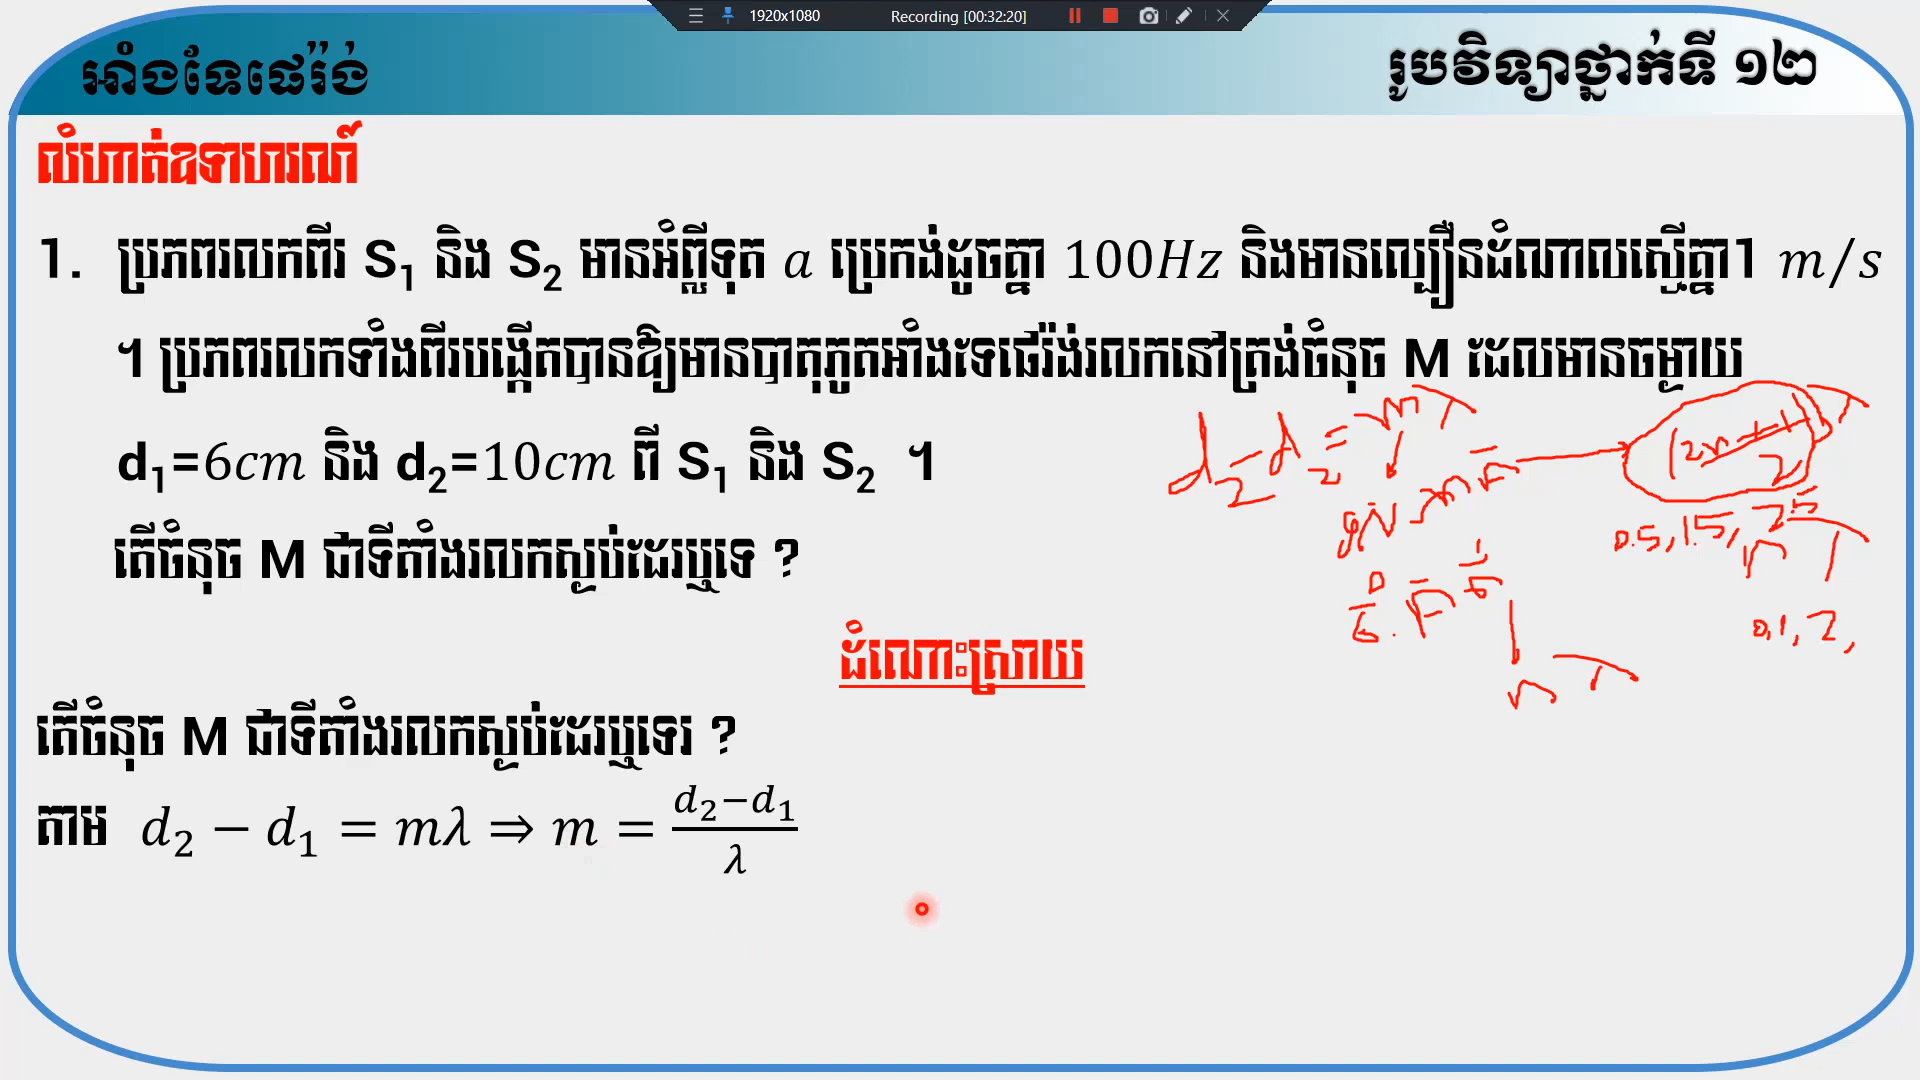 1920x1080 Recording [00:32:20]
អាំងទែផេរ៉ង់
រូបវិទ្យាថ្នាក់ទី ១២
លំហាត់ឧទាហរណ៍
1. ប្រភពរលកពីរ S₁ និង S₂ មានអំព្លីទុត a ប្រេកង់ដូចគ្នា 100Hz និងមានល្បឿនដំណាលស្មើគ្នា1 m/s
។ ប្រភពរលកទាំងពីរបង្កើតបានឱ្យមានបាតុភូតអាំងទែផេរ៉ង់រលកនៅត្រង់ចំនុច M ដែលមានចម្ងាយ
d₁=6cm និង d₂=10cm ពី S₁ និង S₂ ។
តើចំនុច M ជាទីតាំងរលកស្ងប់ដែរឬទេ ?
0.5, 1.5, 2.5
0, 1, 2,
ដំណោះស្រាយ
តើចំនុច M ជាទីតាំងរលកស្ងប់ដែរឬទេរ ?
តាម d₂ − d₁ = mλ ⇒ m = (d₂−d₁)/λ